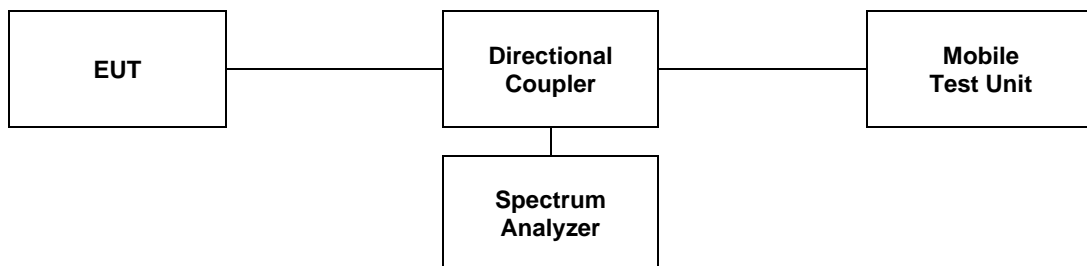 EUT
Directional
Coupler
Mobile
Test Unit
Spectrum
Analyzer